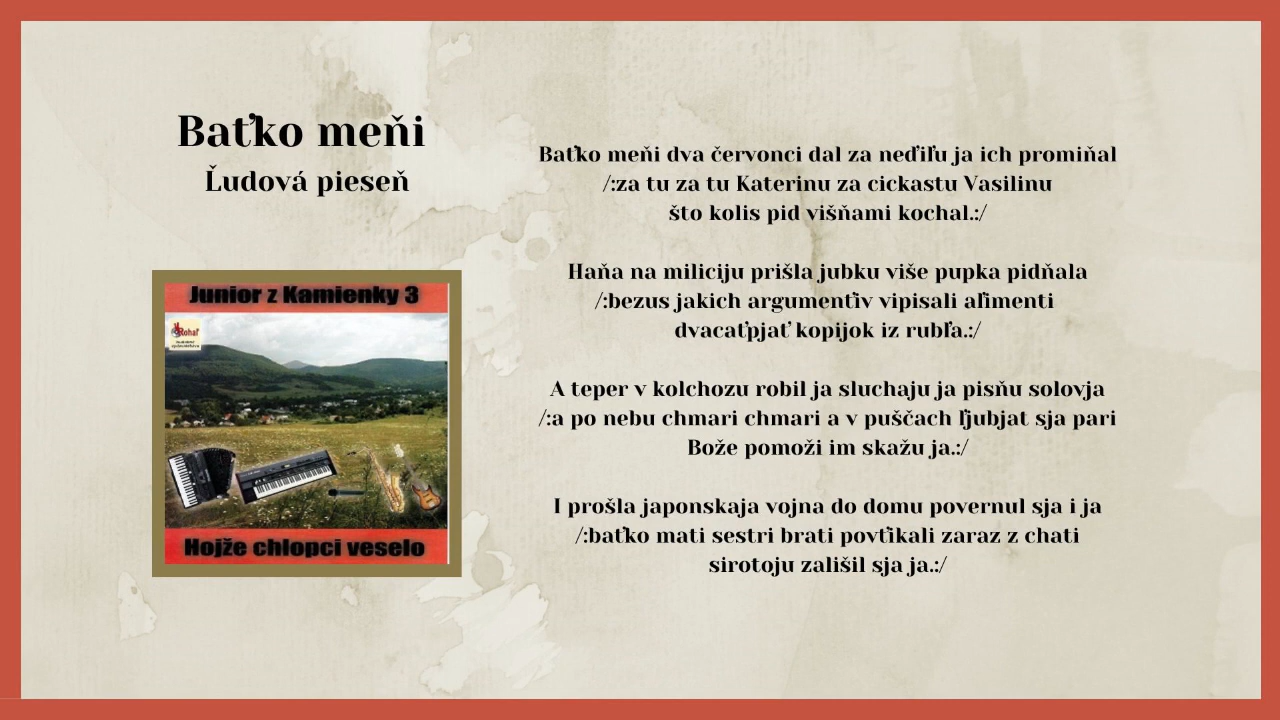 Baťko meňi
Ľudová pieseň
Junior z Kamienky 3
Rohaľ
Hojže chlopci veselo
Baťko meňi dva červonci dal za neďiľu ja ich promiňal
/:za tu za tu Katerinu za cickastu Vasilinu
što kolis pid višňami kochal.:/
Haňa na miliciju prišla jubku više pupka pidňala
/:bezus jakich argumenťiv vipisali aľimenti
dvacaťpjať kopijok iz rubľa.:/
A teper v kolchozu robil ja sluchaju ja pisňu solovja
/:a po nebu chmari chmari a v puščach ľjubjat sja pari
Bože pomoži im skažu ja.:/
I prošla japonskaja vojna do domu povernul sja i ja
/:baťko mati sestri brati povťikali zaraz z chati
sirotoju zališil sja ja.:/